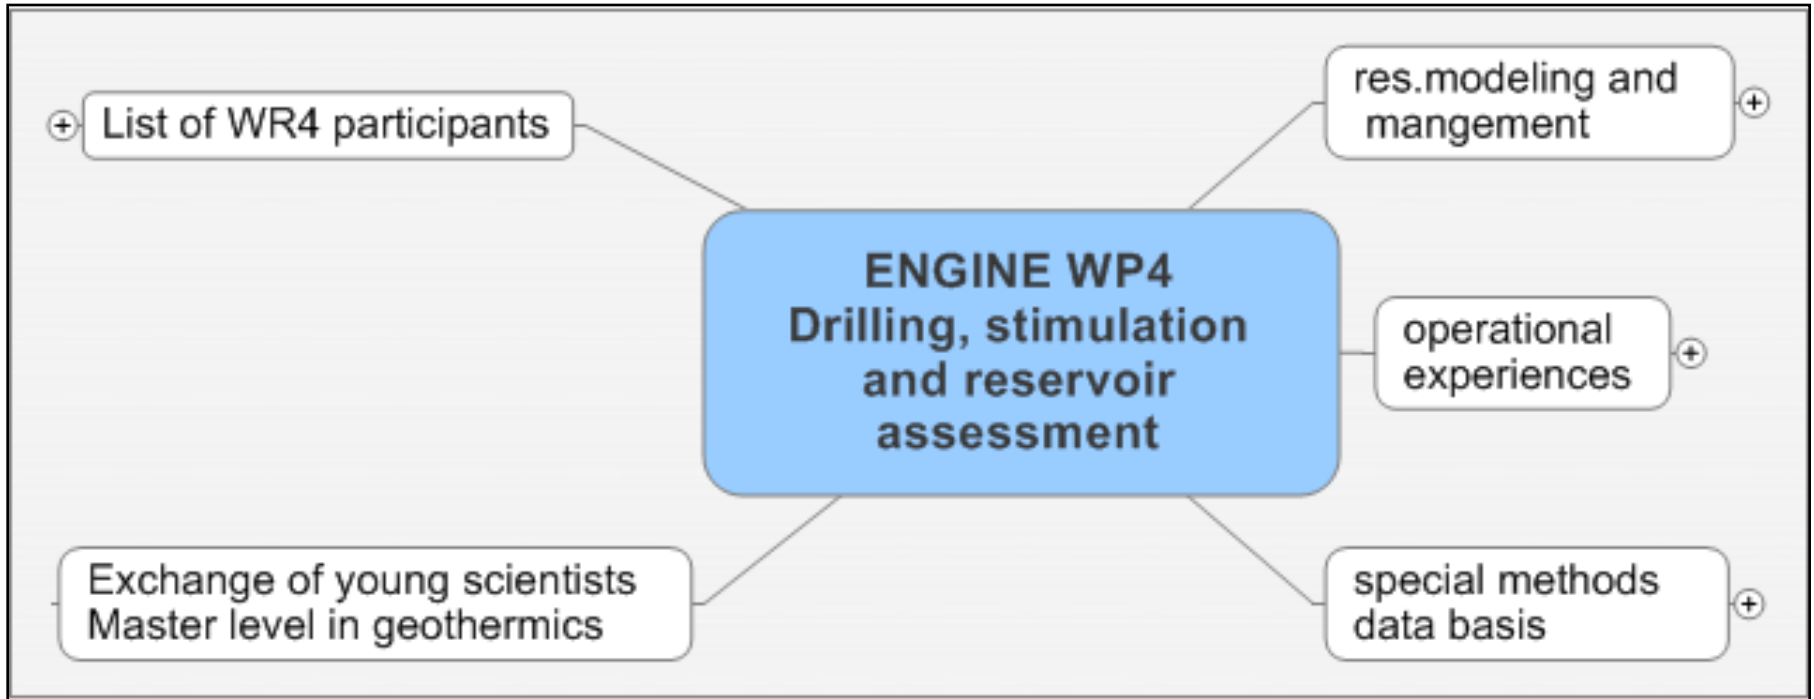 List of WR4 participants
res.modeling and
mangement
ENGINE WP4
Drilling, stimulation
and reservoir
assessment
operational
experiences
Exchange of young scientists
Master level in geothermics
special methods
data basis